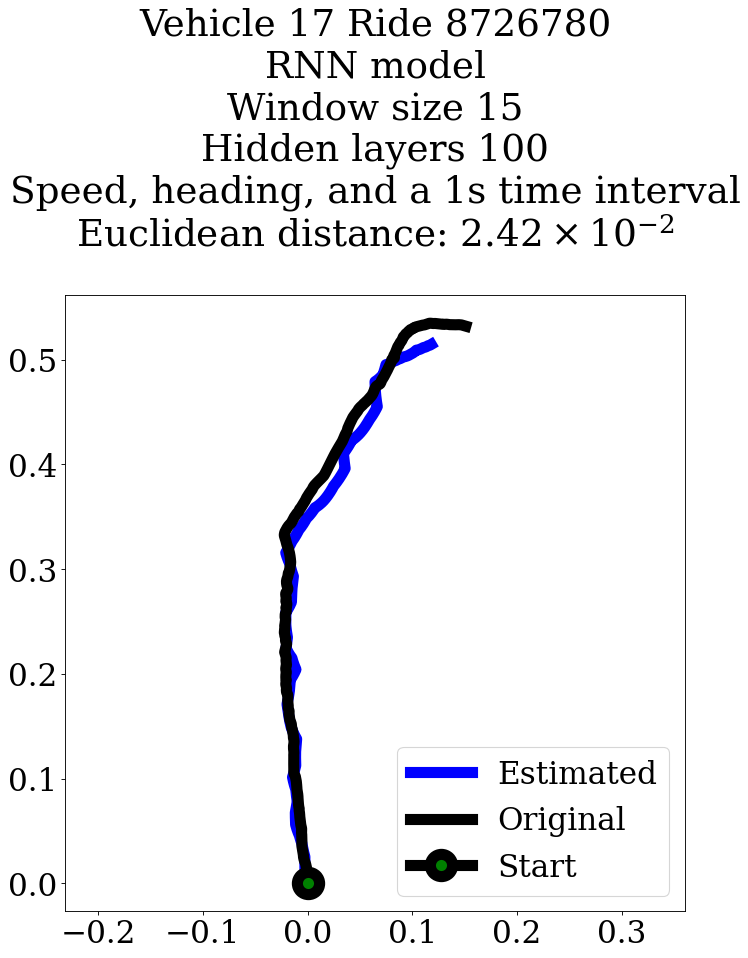 Vehicle 17 Ride 8726780
RNN model
Window size 15
Hidden layers 100
Speed, heading, and a 1s time interval
Euclidean distance: 2.42 × 10⁻²
0.5
0.4
0.3
0.2
0.1
0.0
Estimated
Original
Start
−0.2 −0.1 0.0 0.1 0.2 0.3